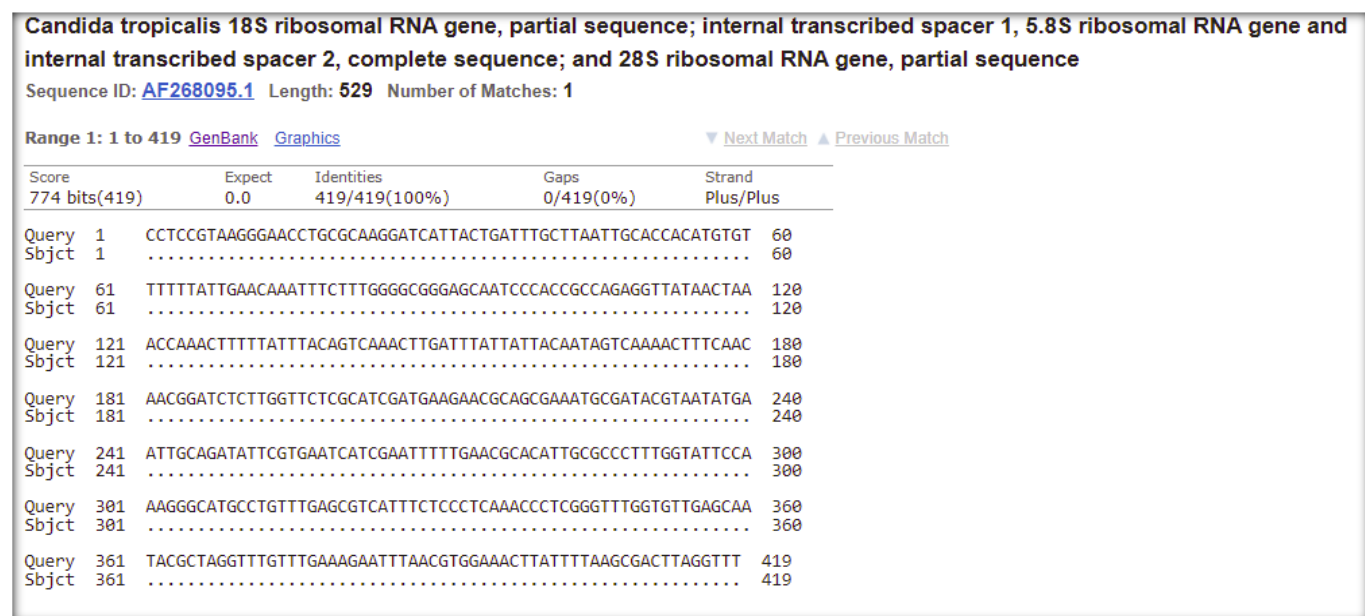 Candida tropicalis 18S ribosomal RNA gene, partial sequence; internal transcribed spacer 1, 5.8S ribosomal RNA gene and
internal transcribed spacer 2, complete sequence; and 28S ribosomal RNA gene, partial sequence
Sequence ID: AF268095.1 Length: 529 Number of Matches: 1
Range 1: 1 to 419 GenBank Graphics ▼ Next Match ▲ Previous Match
Score Expect Identities Gaps Strand
774 bits(419) 0.0 419/419(100%) 0/419(0%) Plus/Plus
Query 1 CCTCCGTAAGGGAACCTGCGCAAGGATCATTACTGATTTGCTTAATTGCACCACATGTGT 60
Sbjct 1 ............................................................ 60
Query 61 TTTTTATTGAACAAATTTCTTTGGGGCGGGAGCAATCCCACCGCCAGAGGTTATAACTAA 120
Sbjct 61 ............................................................ 120
Query 121 ACCAAACTTTTTATTTACAGTCAAACTTGATTTATTATTACAATAGTCAAAACTTTCAAC 180
Sbjct 121 ............................................................ 180
Query 181 AACGGATCTCTTGGTTCTCGCATCGATGAAGAACGCAGCGAAATGCGATACGTAATATGA 240
Sbjct 181 ............................................................ 240
Query 241 ATTGCAGATATTCGTGAATCATCGAATTTTTGAACGCACATTGCGCCCTTTGGTATTCCA 300
Sbjct 241 ............................................................ 300
Query 301 AAGGGCATGCCTGTTTGAGCGTCATTTCTCCCTCAAACCCTCGGGTTTGGTGTTGAGCAA 360
Sbjct 301 ............................................................ 360
Query 361 TACGCTAGGTTTGTTTGAAAGAATTTAACGTGGAAACTTATTTTAAGCGACTTAGGTTT 419
Sbjct 361 ........................................................... 419